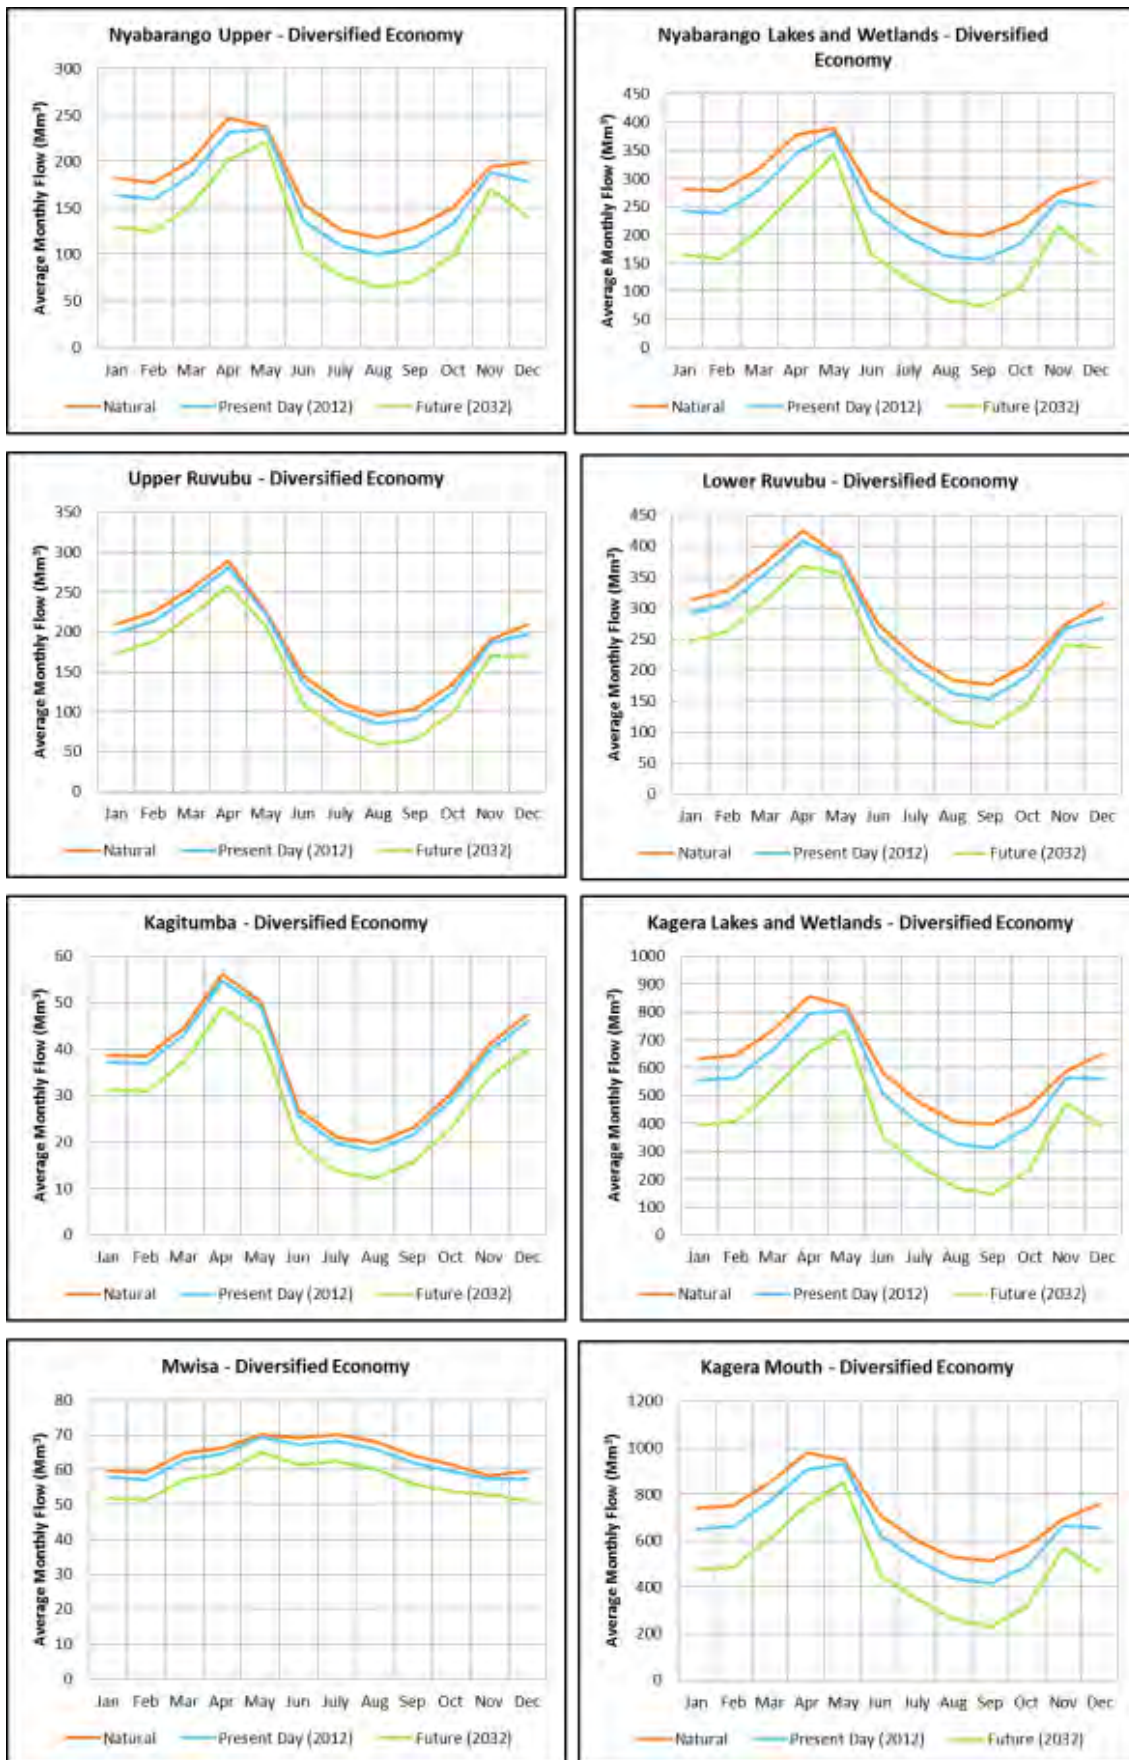 Nyabarango Upper - Diversified Economy
Average Monthly Flow (Mm³)
300
250
200
150
100
50
0
Jan Feb Mar Apr May Jun July Aug Sep Oct Nov Dec
Natural Present Day (2012) Future (2032)
Nyabarango Lakes and Wetlands - Diversified
Economy
Average Monthly Flow (Mm³)
450
400
350
300
250
200
150
100
50
0
Jan Feb Mar Apr May Jun July Aug Sep Oct Nov Dec
Natural Present Day (2012) Future (2032)
Upper Ruvubu - Diversified Economy
Average Monthly Flow (Mm³)
350
300
250
200
150
100
50
0
Jan Feb Mar Apr May Jun July Aug Sep Oct Nov Dec
Natural Present Day (2012) Future (2032)
Lower Ruvubu - Diversified Economy
Average Monthly Flow (Mm³)
450
400
350
300
250
200
150
100
50
0
Jan Feb Mar Apr May Jun July Aug Sep Oct Nov Dec
Natural Present Day (2012) Future (2032)
Kagitumba - Diversified Economy
Average Monthly Flow (Mm³)
60
50
40
30
20
10
0
Jan Feb Mar Apr May Jun July Aug Sep Oct Nov Dec
Natural Present Day (2012) Future (2032)
Kagera Lakes and Wetlands - Diversified Economy
Average Monthly Flow (Mm³)
1000
900
800
700
600
500
400
300
200
100
0
Jan Feb Mar Apr May Jun July Aug Sep Oct Nov Dec
Natural Present Day (2012) Future (2032)
Mwisa - Diversified Economy
Average Monthly Flow (Mm³)
80
70
60
50
40
30
20
10
0
Jan Feb Mar Apr May Jun July Aug Sep Oct Nov Dec
Natural Present Day (2012) Future (2032)
Kagera Mouth - Diversified Economy
Average Monthly Flow (Mm³)
1200
1000
800
600
400
200
0
Jan Feb Mar Apr May Jun July Aug Sep Oct Nov Dec
Natural Present Day (2012) Future (2032)